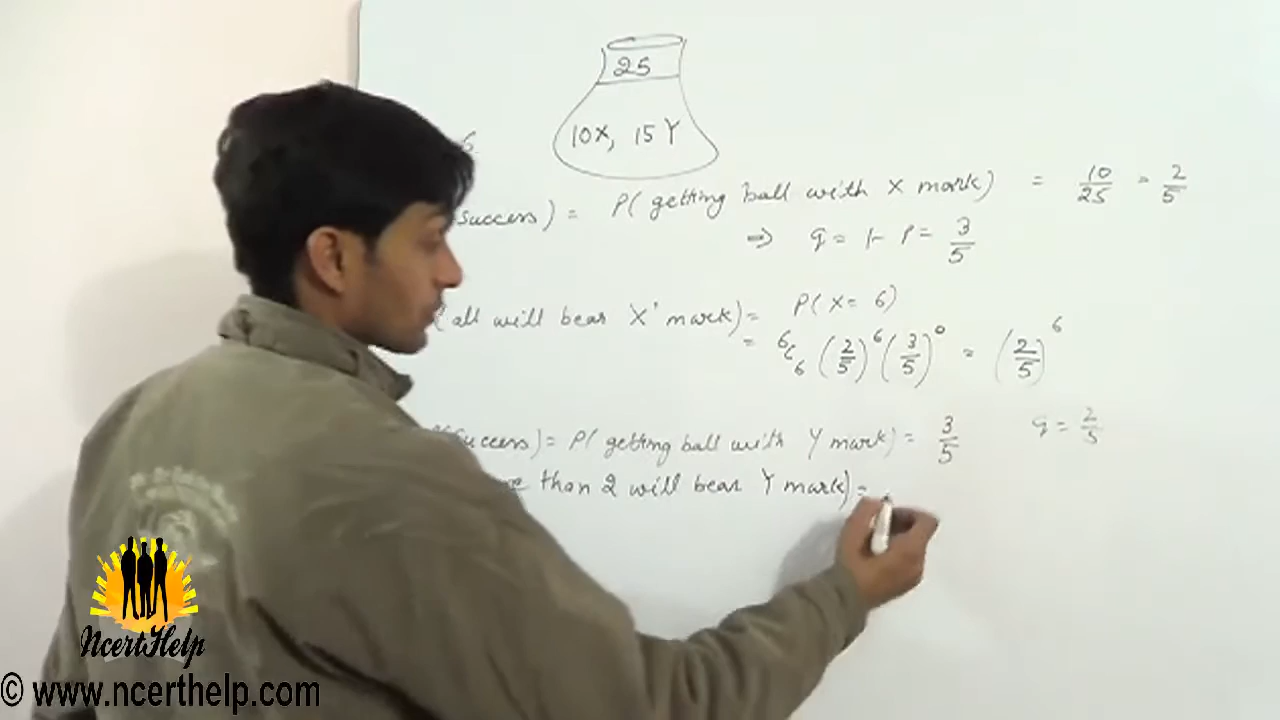 25
10X, 15Y
6
Success) = P( getting ball with X mark) = 10/25 = 2/5
=> q = 1- P = 3/5
( all will bear 'X' mark) = P( X = 6)
= ⁶C₆ (2/5)⁶ (3/5)⁰ = (2/5)⁶
Success) = P( getting ball with Y mark) = 3/5 q = 2/5
than 2 will bear Y mark) =
NcertHelp
© www.ncerthelp.com